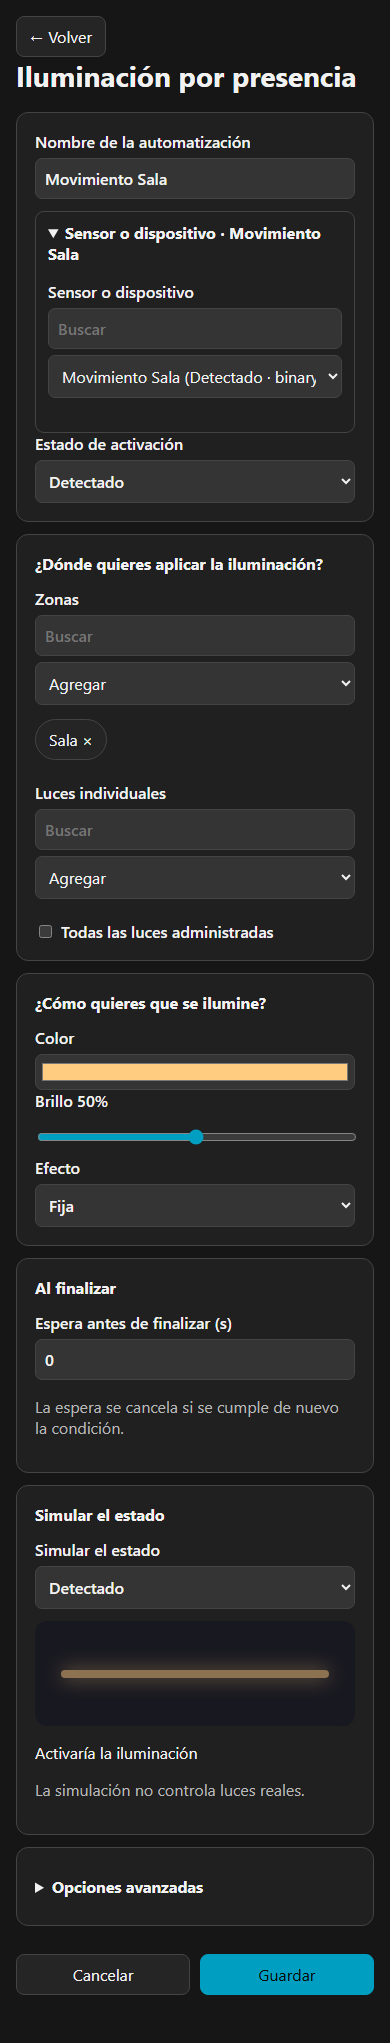 ← Volver
Iluminación por presencia
Nombre de la automatización
Movimiento Sala
▼ Sensor o dispositivo · Movimiento
Sala
Sensor o dispositivo
Buscar
Movimiento Sala (Detectado · binary
Estado de activación
Detectado
¿Dónde quieres aplicar la iluminación?
Zonas
Buscar
Agregar
Sala ×
Luces individuales
Buscar
Agregar
Todas las luces administradas
¿Cómo quieres que se ilumine?
Color
Brillo 50%
Efecto
Fija
Al finalizar
Espera antes de finalizar (s)
0
La espera se cancela si se cumple de nuevo
la condición.
Simular el estado
Simular el estado
Detectado
Activaría la iluminación
La simulación no controla luces reales.
▶ Opciones avanzadas
Cancelar
Guardar